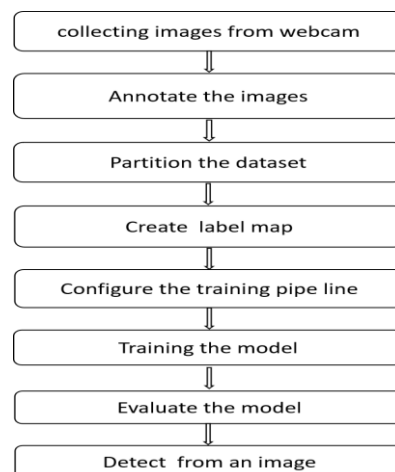 collecting images from webcam
Annotate the images
Partition the dataset
Create label map
Configure the training pipe line
Training the model
Evaluate the model
Detect from an image